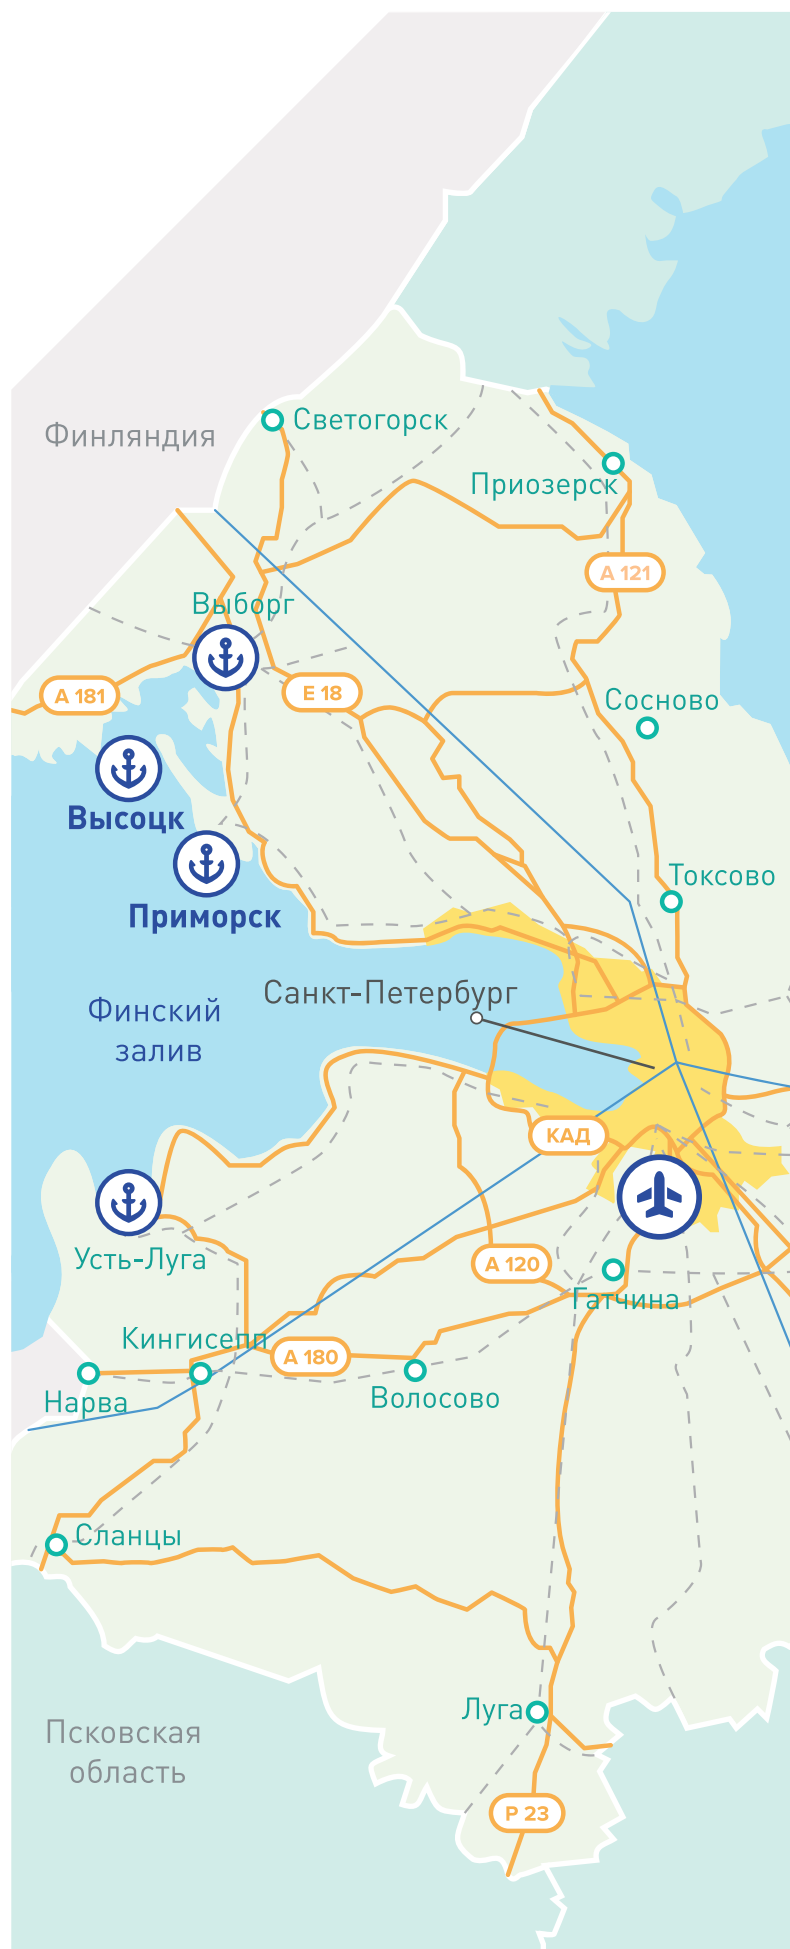 Светогорск
Финляндия
Приозерск
А 121
Выборг
А 181
Е 18
Сосново
Высоцк
Токсово
Приморск
Санкт-Петербург
Финский
залив
КАД
Усть-Луга
А 120
Гатчина
Кингисепп
А 180
Нарва
Волосово
Сланцы
Луга
Псковская
область
Р 23